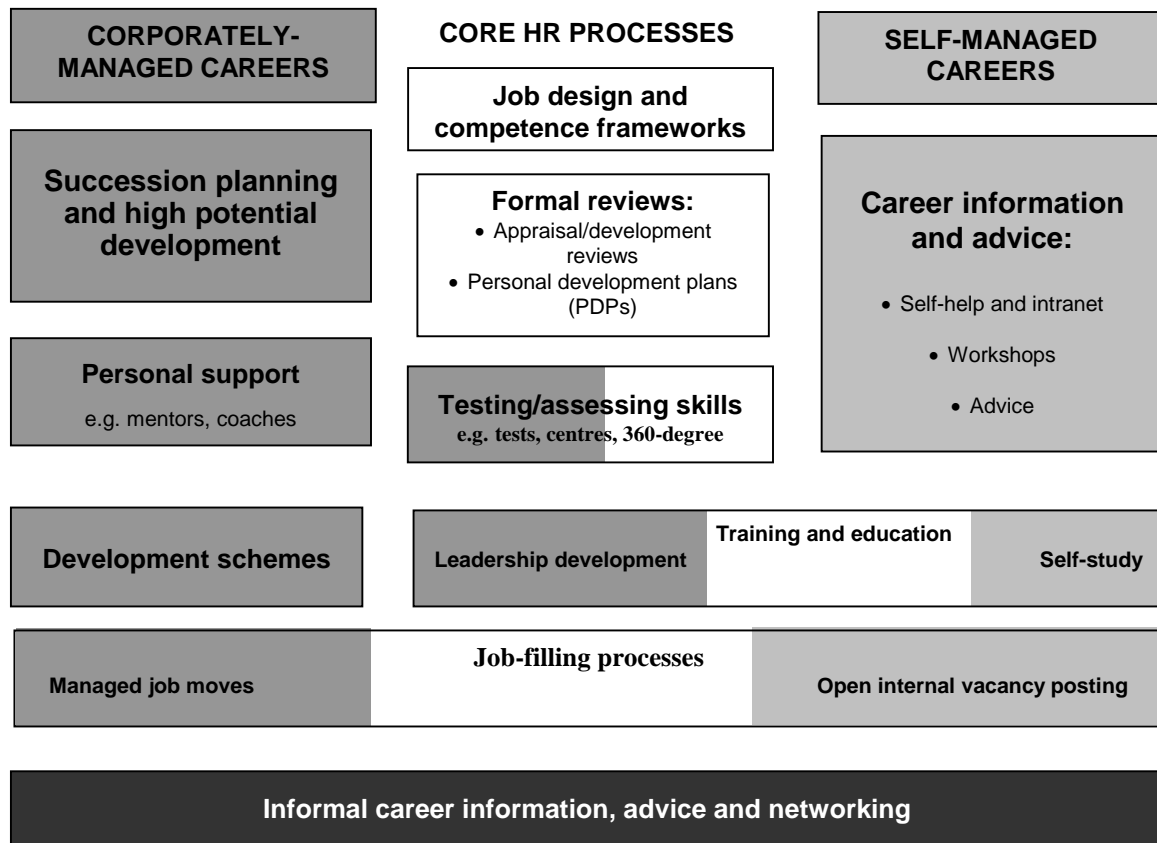 CORPORATELY-
MANAGED CAREERS
CORE HR PROCESSES
SELF-MANAGED
CAREERS
Job design and
competence frameworks
Succession planning
and high potential
development
Formal reviews:
• Appraisal/development
reviews
• Personal development plans
(PDPs)
Career information
and advice:
• Self-help and intranet
• Workshops
• Advice
Personal support
e.g. mentors, coaches
Testing/assessing skills
e.g. tests, centres, 360-degree
Development schemes
Leadership development
Training and education
Self-study
Job-filling processes
Managed job moves
Open internal vacancy posting
Informal career information, advice and networking